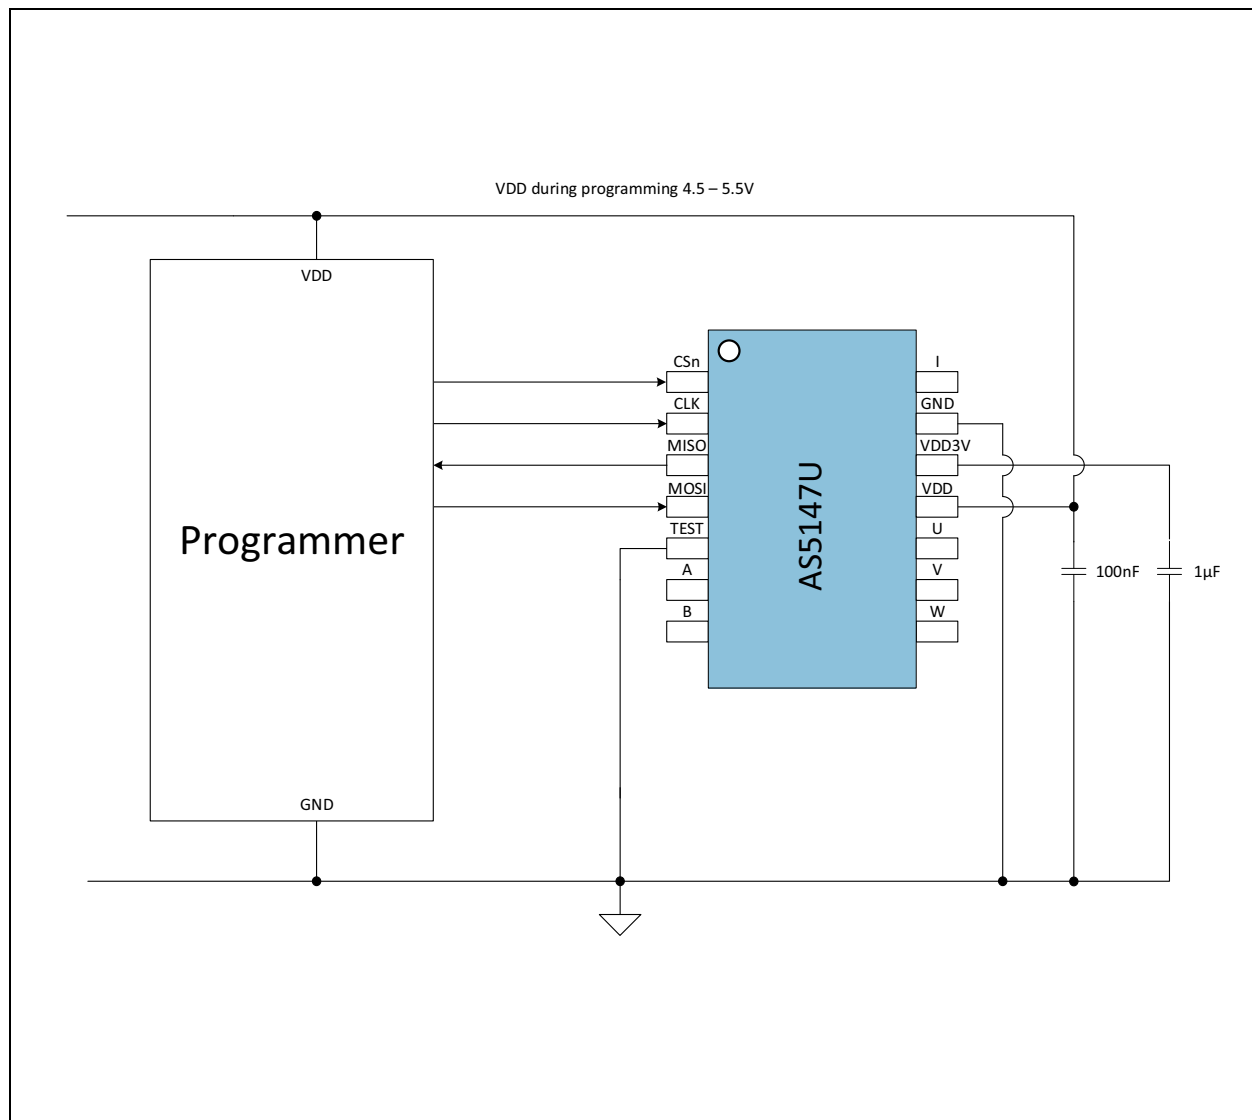 VDD during programming 4.5 – 5.5V
VDD
CSn
I
CLK
GND
MISO
VDD3V
MOSI
VDD
TEST
U
A
V
B
W
Programmer
AS5147U
100nF
1µF
GND